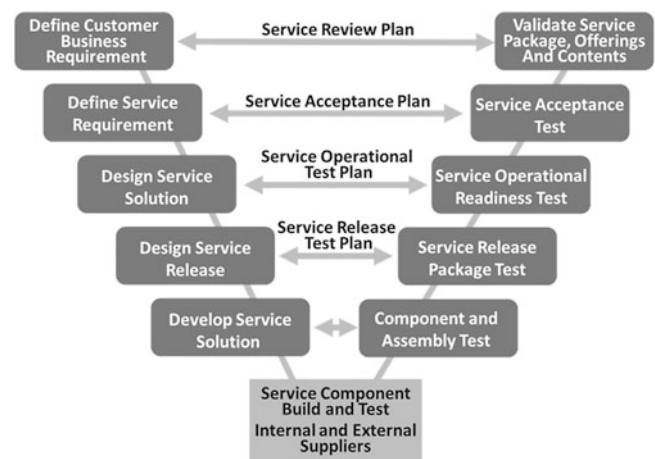 Define Customer
Business
Requirement
Service Review Plan
Validate Service
Package, Offerings
And Contents
Define Service
Requirement
Service Acceptance Plan
Service Acceptance
Test
Design Service
Solution
Service Operational
Test Plan
Service Operational
Readiness Test
Design Service
Release
Service Release
Test Plan
Service Release
Package Test
Develop Service
Solution
Component and
Assembly Test
Service Component
Build and Test
Internal and External
Suppliers